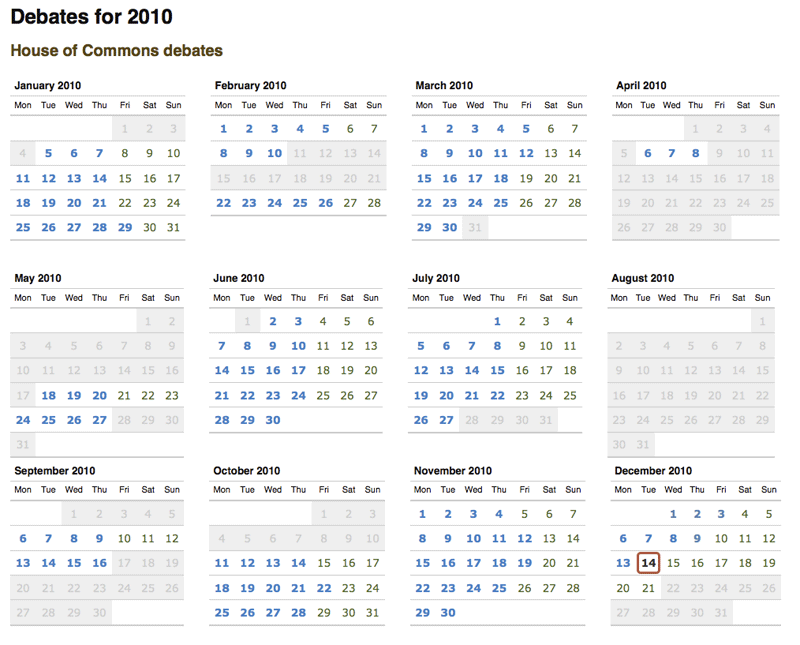 Debates for 2010
House of Commons debates
January 2010 February 2010 March 2010 April 2010
Mon Tue Wed Thu Fri Sat Sun Mon Tue Wed Thu Fri Sat Sun Mon Tue Wed Thu Fri Sat Sun Mon Tue Wed Thu Fri Sat Sun
1 2 3 1 2 3 4 5 6 7 1 2 3 4 5 6 7 1 2 3 4
4 5 6 7 8 9 10 8 9 10 11 12 13 14 8 9 10 11 12 13 14 5 6 7 8 9 10 11
11 12 13 14 15 16 17 15 16 17 18 19 20 21 15 16 17 18 19 20 21 12 13 14 15 16 17 18
18 19 20 21 22 23 24 22 23 24 25 26 27 28 22 23 24 25 26 27 28 19 20 21 22 23 24 25
25 26 27 28 29 30 31 29 30 31 26 27 28 29 30
May 2010 June 2010 July 2010 August 2010
Mon Tue Wed Thu Fri Sat Sun Mon Tue Wed Thu Fri Sat Sun Mon Tue Wed Thu Fri Sat Sun Mon Tue Wed Thu Fri Sat Sun
1 2 1 2 3 4 5 6 1 2 3 4 1
3 4 5 6 7 8 9 7 8 9 10 11 12 13 5 6 7 8 9 10 11 2 3 4 5 6 7 8
10 11 12 13 14 15 16 14 15 16 17 18 19 20 12 13 14 15 16 17 18 9 10 11 12 13 14 15
17 18 19 20 21 22 23 21 22 23 24 25 26 27 19 20 21 22 23 24 25 16 17 18 19 20 21 22
24 25 26 27 28 29 30 28 29 30 26 27 28 29 30 31 23 24 25 26 27 28 29
31 30 31
September 2010 October 2010 November 2010 December 2010
Mon Tue Wed Thu Fri Sat Sun Mon Tue Wed Thu Fri Sat Sun Mon Tue Wed Thu Fri Sat Sun Mon Tue Wed Thu Fri Sat Sun
1 2 3 4 5 1 2 3 1 2 3 4 5 6 7 1 2 3 4 5
6 7 8 9 10 11 12 4 5 6 7 8 9 10 8 9 10 11 12 13 14 6 7 8 9 10 11 12
13 14 15 16 17 18 19 11 12 13 14 15 16 17 15 16 17 18 19 20 21 13 14 15 16 17 18 19
20 21 22 23 24 25 26 18 19 20 21 22 23 24 22 23 24 25 26 27 28 20 21 22 23 24 25 26
27 28 29 30 25 26 27 28 29 30 31 29 30 27 28 29 30 31